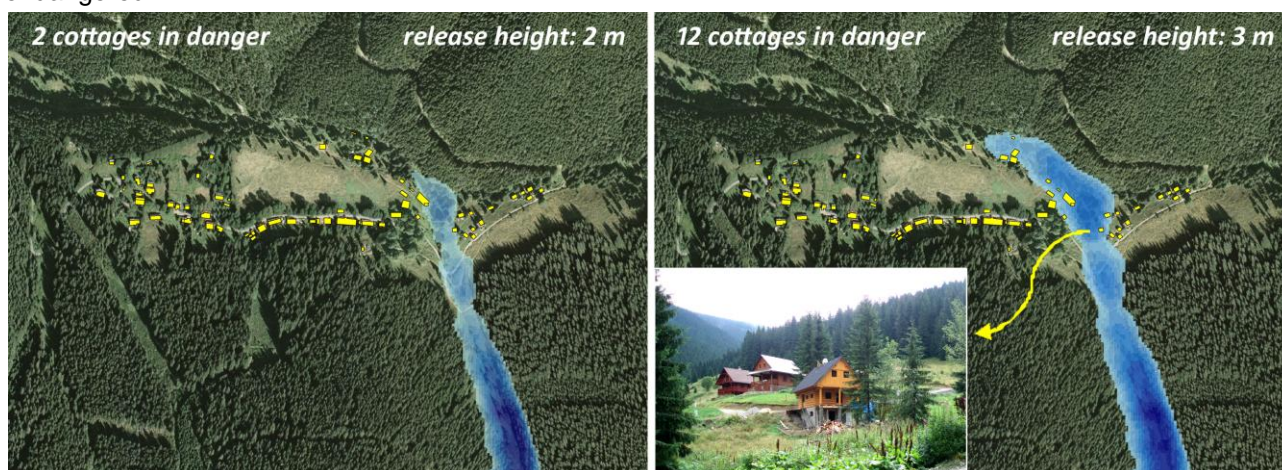 2 cottages in danger
release height: 2 m
12 cottages in danger
release height: 3 m